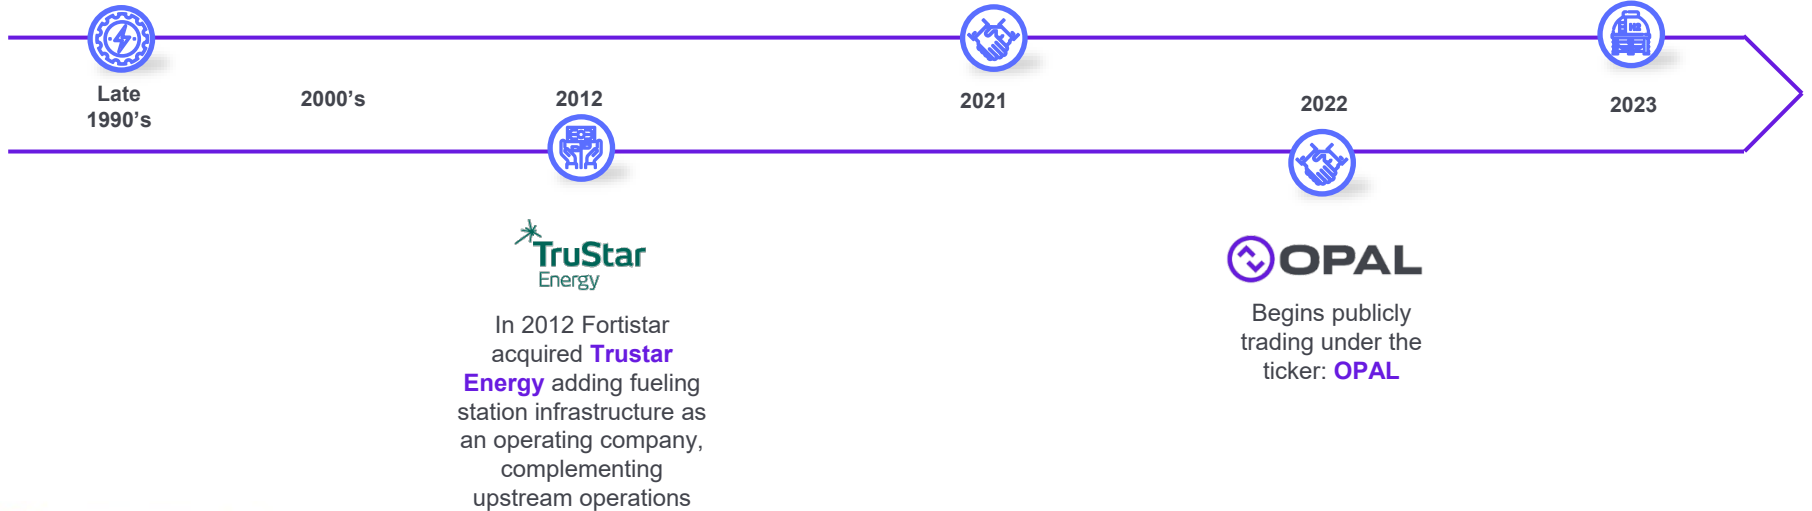 H2
Late
1990's
2000's
2012
2021
2022
2023
TruStar
Energy
In 2012 Fortistar
acquired Trustar
Energy adding fueling
station infrastructure as
an operating company,
complementing
upstream operations
OPAL
Begins publicly
trading under the
ticker: OPAL